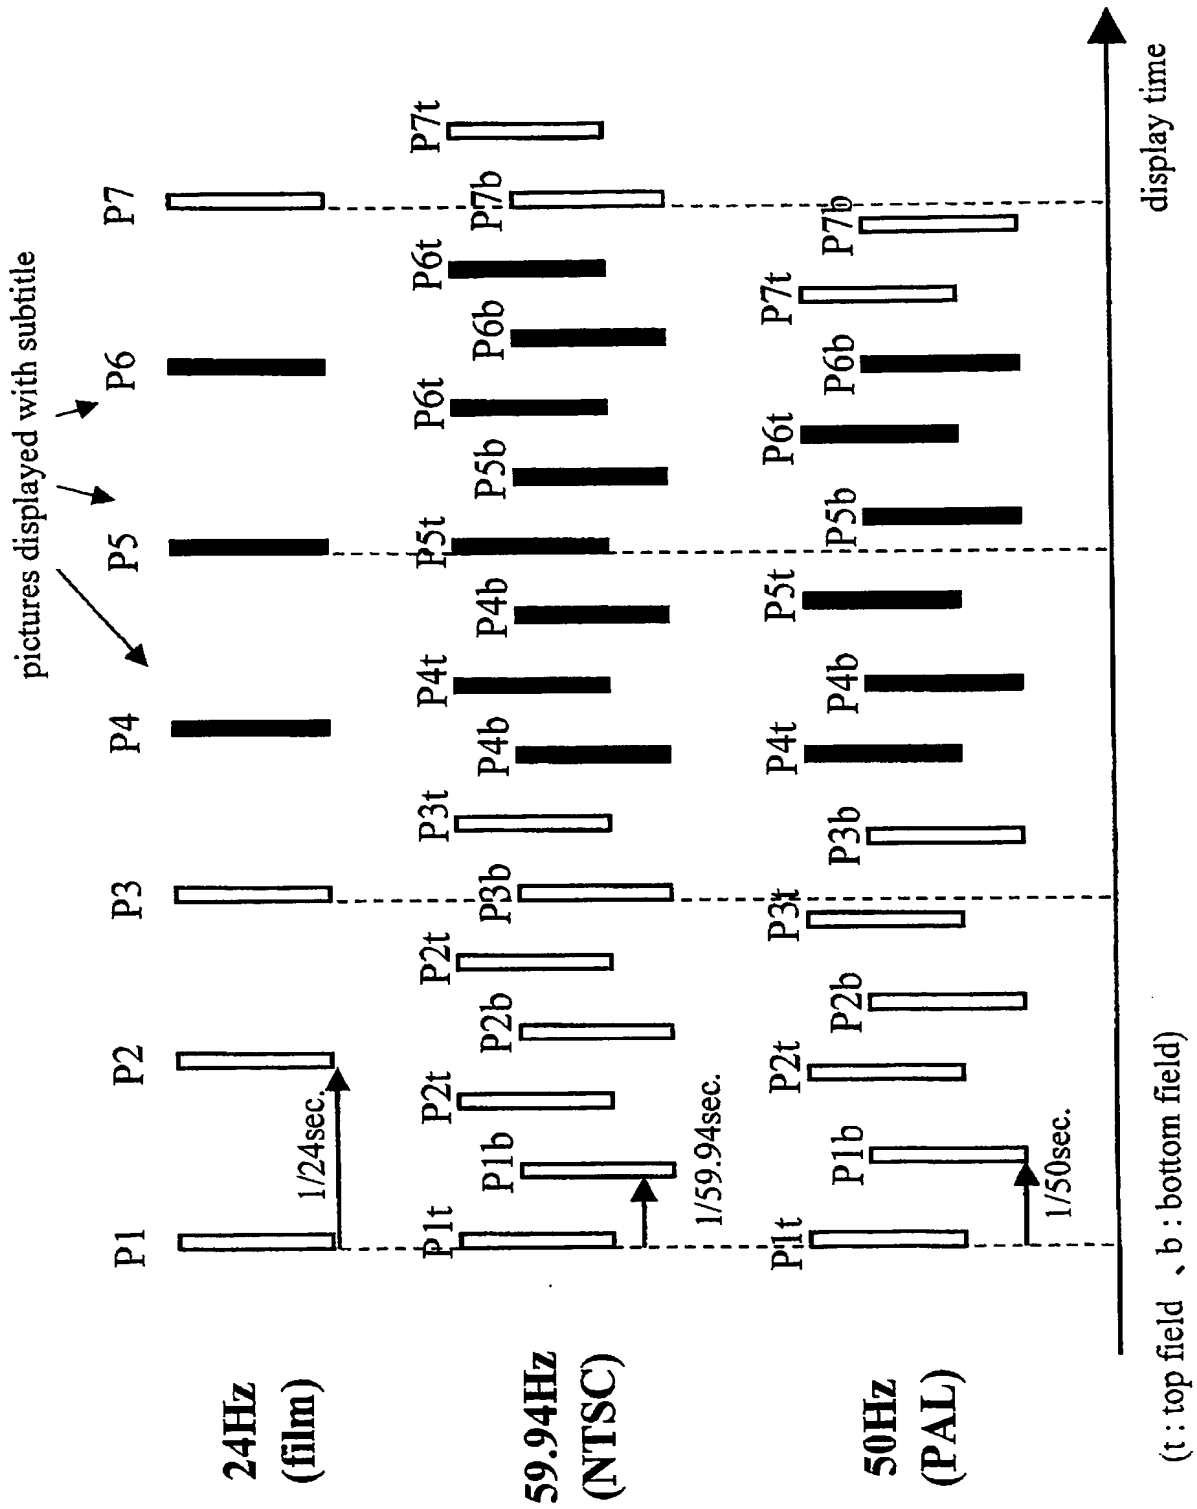 pictures displayed with subtitle
24Hz
(film)
P1
P2
P3
P4
P5
P6
P7
1/24sec.
59.94Hz
(NTSC)
P1t
P1b
P2t
P2b
P2t
P3b
P3t
P4b
P4t
P4b
P5t
P5b
P6t
P6b
P6t
P7b
P7t
1/59.94sec.
50Hz
(PAL)
P1t
P1b
P2t
P2b
P3t
P3b
P4t
P4b
P5t
P5b
P6t
P6b
P7t
P7b
1/50sec.
display time
(t : top field 、b : bottom field)